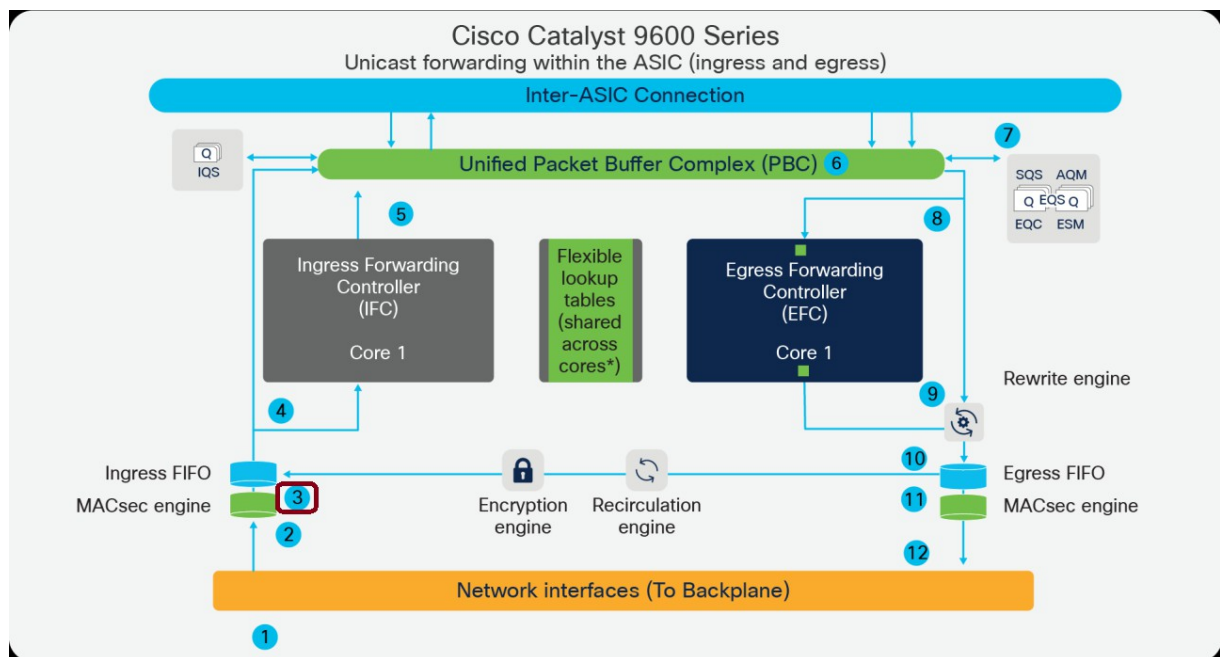 Cisco Catalyst 9600 Series
Unicast forwarding within the ASIC (ingress and egress)
Inter-ASIC Connection
Q
IQS
Unified Packet Buffer Complex (PBC) 6
7
SQS AQM
Q EQS Q
EQC ESM
5
8
Ingress Forwarding
Controller
(IFC)
Core 1
Flexible
lookup
tables
(shared
across
cores*)
Egress Forwarding
Controller
(EFC)
Core 1
4
9
Rewrite engine
Ingress FIFO
MACsec engine
3
2
Encryption
engine
Recirculation
engine
10
Egress FIFO
11
MACsec engine
12
Network interfaces (To Backplane)
1